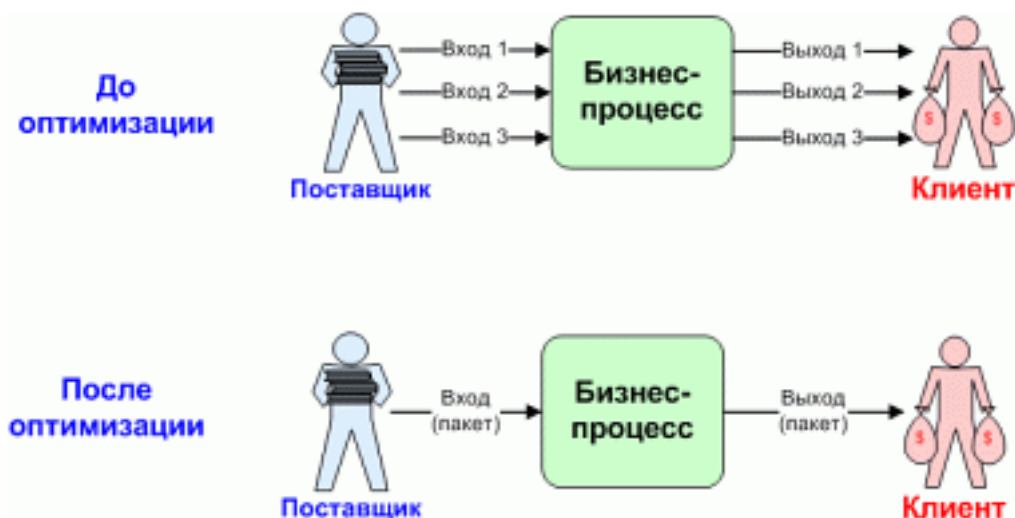 До
оптимизации
Вход 1
Вход 2
Вход 3
Бизнес-
процесс
Выход 1
Выход 2
Выход 3
Поставщик
$ $
Клиент
После
оптимизации
Вход
(пакет)
Бизнес-
процесс
Выход
(пакет)
Поставщик
$ $
Клиент